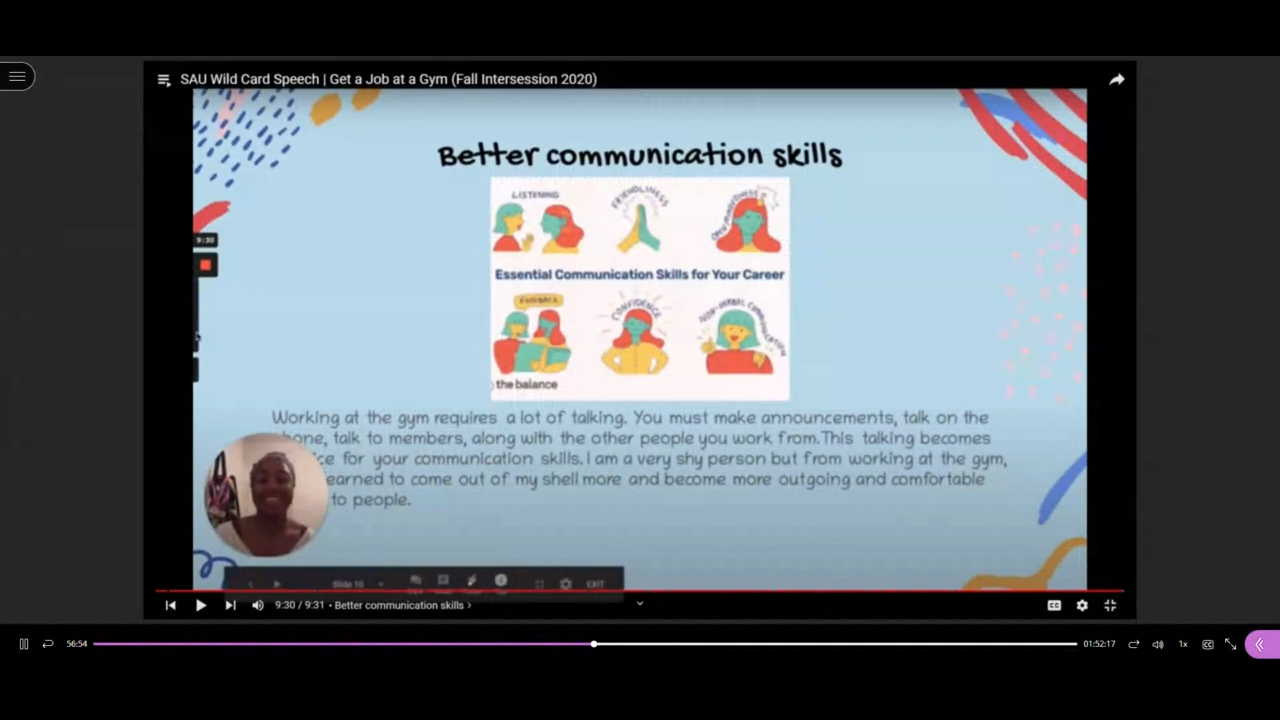 SAU Wild Card Speech | Get a Job at a Gym (Fall Intersession 2020)
Better communication skills
LISTENING
FRIENDLINESS
9:30
Essential Communication Skills for Your Career
CONFIDENCE
NON-VERBAL COMMUNICATION
the balance
Working at the gym requires a lot of talking. You must make announcements, talk on the
talk to members, along with the other people you work from. This talking becomes
for your communication skills. I am a very shy person but from working at the gym,
to come out of my shell more and become more outgoing and comfortable
to people.
Slide 10
EXIT
9:30 / 9:31 • Better communication skills >
CC
56:54
01:52:17
1x
CC